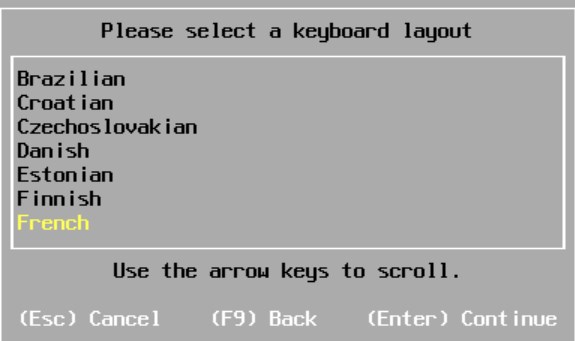 Please select a keyboard layout
Brazilian
Croatian
Czechoslovakian
Danish
Estonian
Finnish
French
Use the arrow keys to scroll.
(Esc) Cancel (F9) Back (Enter) Continue